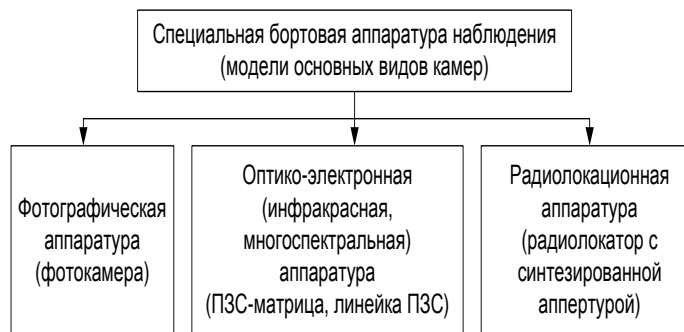 Специальная бортовая аппаратура наблюдения
(модели основных видов камер)
Фотографическая
аппаратура
(фотокамера)
Оптико-электронная
(инфракрасная,
многоспектральная)
аппаратура
(ПЗС-матрица, линейка ПЗС)
Радиолокационная
аппаратура
(радиолокатор с
синтезированной
аппертурой)